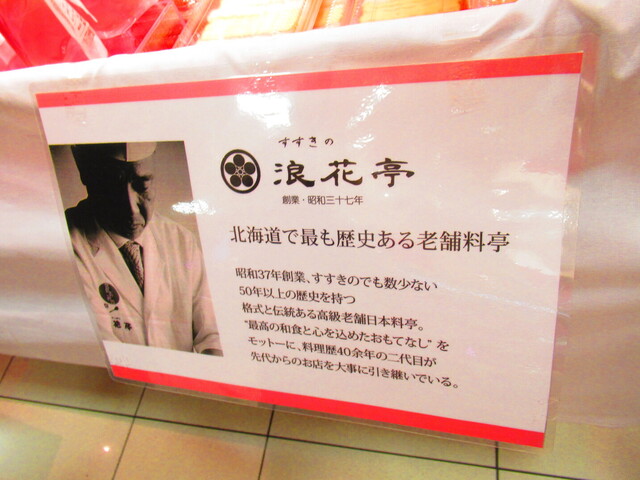 すすきの
浪花亭
創業・昭和三十七年
北海道で最も歴史ある老舗料亭
昭和37年創業、すすきのでも数少ない
50年以上の歴史を持つ
格式と伝統ある高級老舗日本料亭。
"最高の和食と心を込めたおもてなし"を
モットーに、料理歴40余年の二代目が
先代からのお店を大事に引き継いでいる。